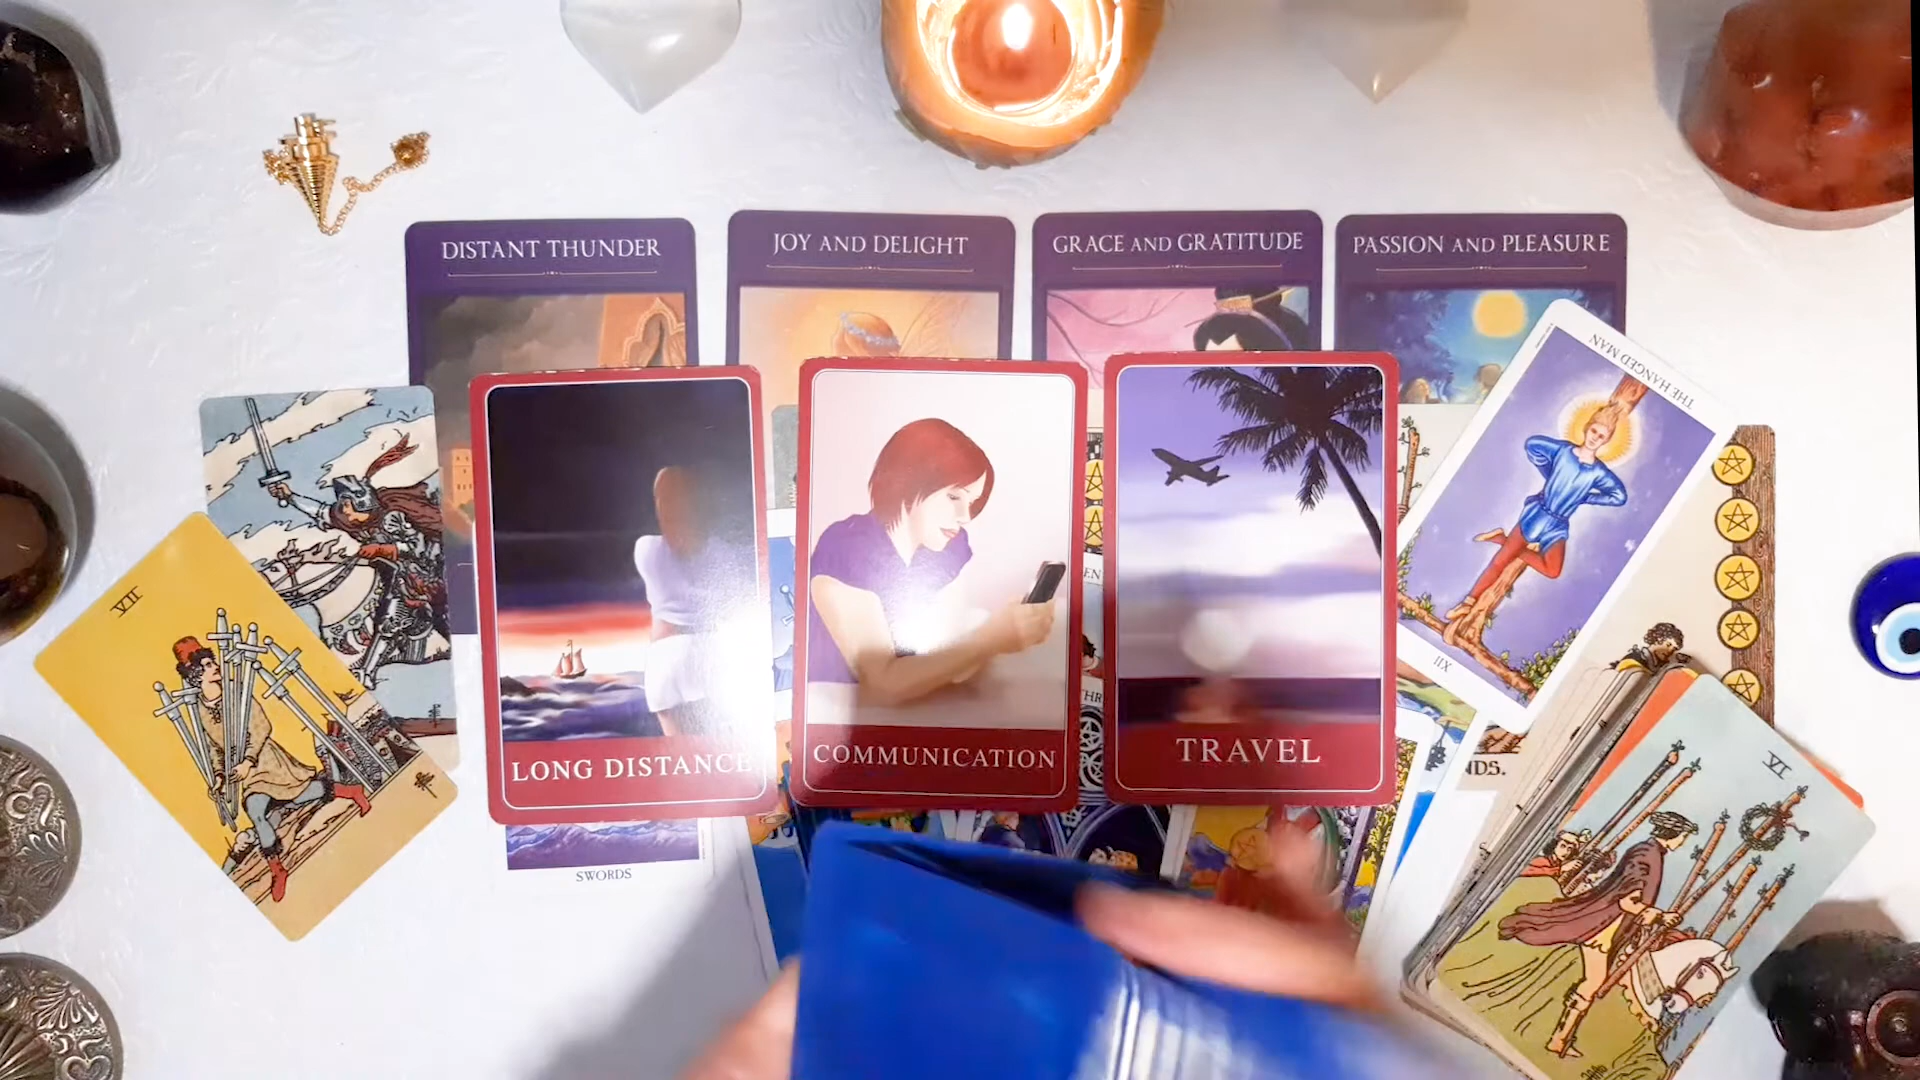 DISTANT THUNDER
JOY AND DELIGHT
GRACE AND GRATITUDE
PASSION AND PLEASURE
THE HANGED MAN
XII
VII
LONG DISTANCE
COMMUNICATION
TRAVEL
NDS.
VI
SWORDS